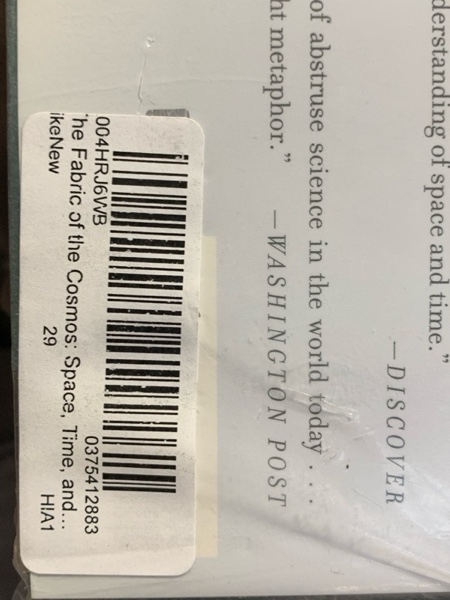 derstanding of space and time."
—DISCOVER
of abstruse science in the world today . . .
ht metaphor."
—WASHINGTON POST
004HRJ6WB
0375412883
he Fabric of the Cosmos: Space, Time, and...
ikeNew
29
HIA1